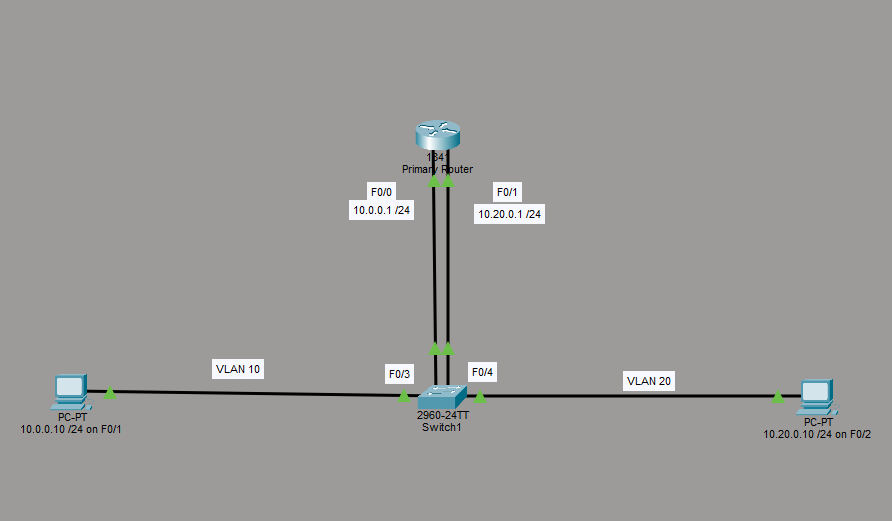 1841
Primary Router
F0/0
F0/1
10.0.0.1 /24
10.20.0.1 /24
VLAN 10
F0/3
F0/4
VLAN 20
PC-PT
10.0.0.10 /24 on F0/1
2960-24TT
Switch1
PC-PT
10.20.0.10 /24 on F0/2